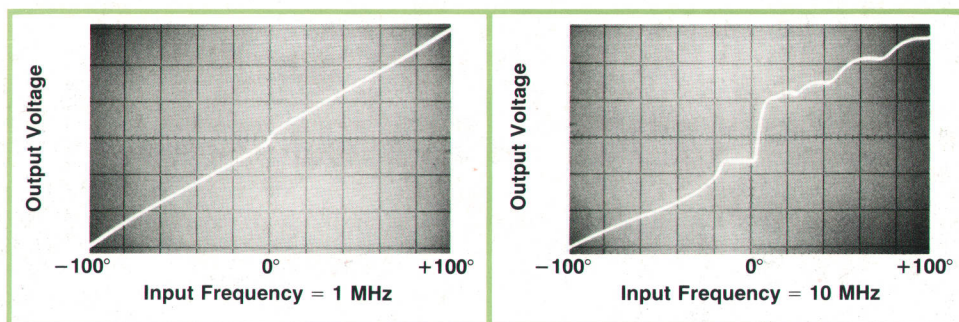 Output Voltage
−100°
0°
+100°
Input Frequency = 1 MHz
Output Voltage
−100°
0°
+100°
Input Frequency = 10 MHz